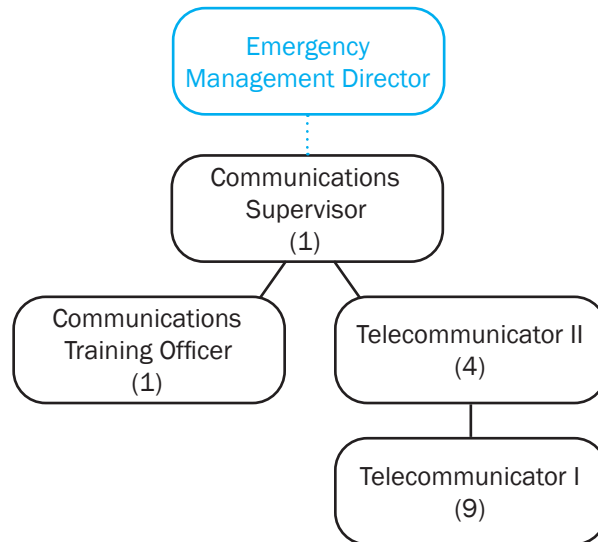 Emergency
Management Director
Communications
Supervisor
(1)
Communications
Training Officer
(1)
Telecommunicator II
(4)
Telecommunicator I
(9)